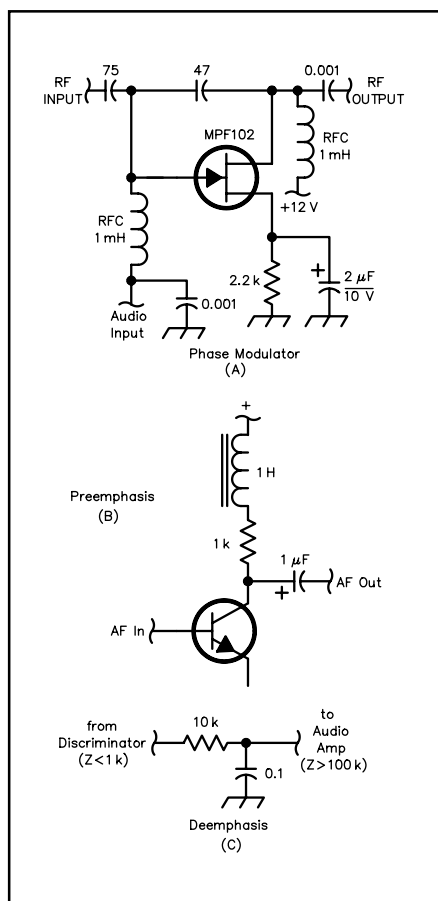 75
47
0.001
RF
INPUT
RF
OUTPUT
MPF102
RFC
1 mH
+12 V
RFC
1 mH
2.2 k
+
2 µF
10 V
0.001
Audio
Input
Phase Modulator
(A)
+
1 H
Preemphasis
(B)
1 k
1 µF
+
AF Out
AF In
from
Discriminator
(Z<1 k)
10 k
to
Audio
Amp
(Z>100 k)
0.1
Deemphasis
(C)